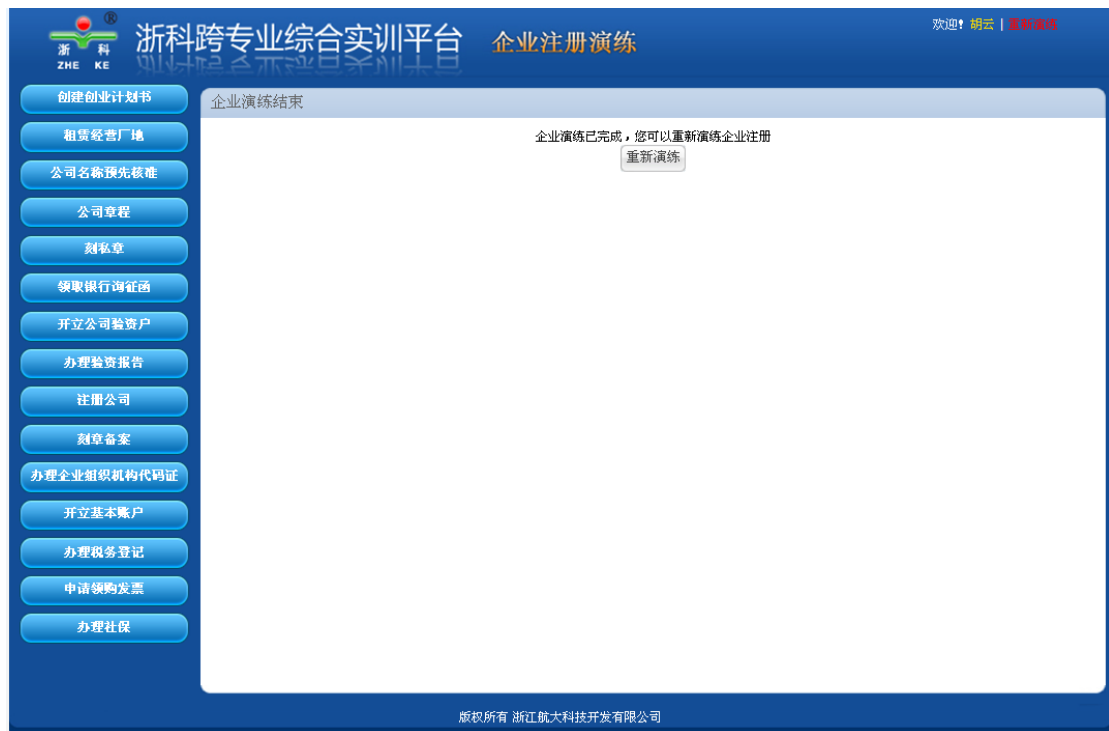 ®
浙 科
ZHE KE
浙科跨专业综合实训平台
企业注册演练
欢迎! 胡云 | 重新演练
创建创业计划书
租赁经营厂地
公司名称预先核准
公司章程
刻私章
领取银行询征函
开立公司验资户
办理验资报告
注册公司
刻章备案
办理企业组织机构代码证
开立基本账户
办理税务登记
申请领购发票
办理社保
企业演练结束
企业演练已完成，您可以重新演练企业注册
重新演练
版权所有 浙江航大科技开发有限公司